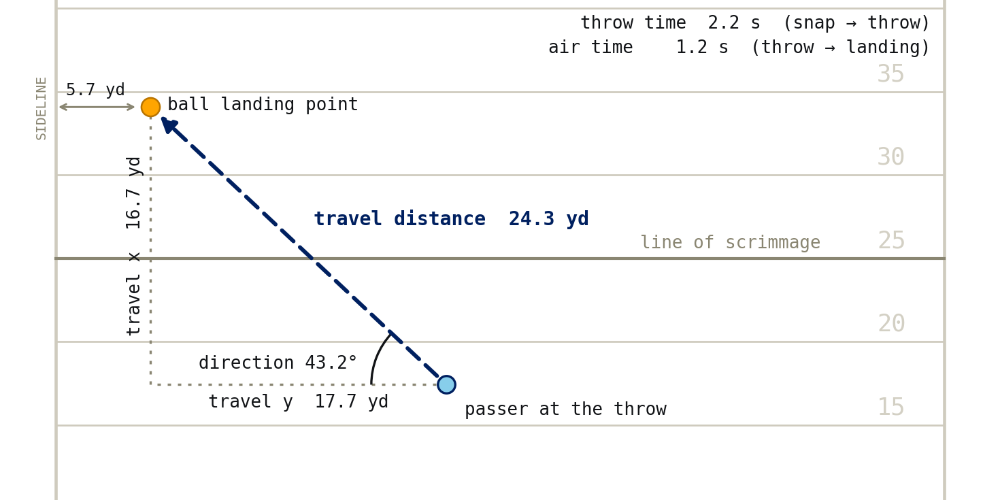 throw time  2.2 s  (snap → throw)
air time    1.2 s  (throw → landing)
35
SIDELINE
5.7 yd
ball landing point
30
travel x  16.7 yd
travel distance  24.3 yd
line of scrimmage
25
20
direction 43.2°
travel y  17.7 yd
passer at the throw
15